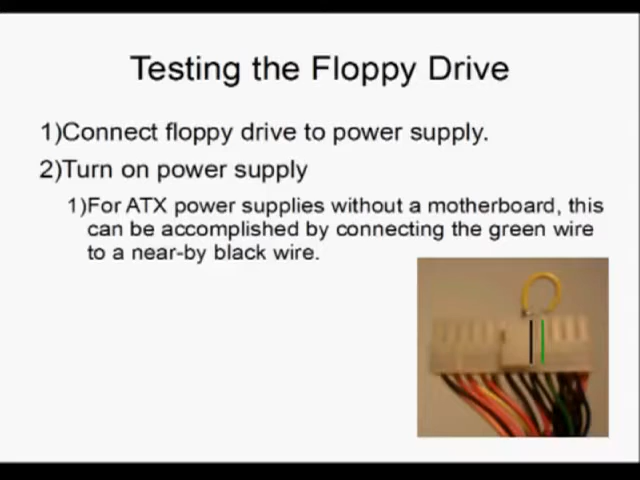 Testing the Floppy Drive
1)Connect floppy drive to power supply.
2)Turn on power supply
1)For ATX power supplies without a motherboard, this
can be accomplished by connecting the green wire
to a near-by black wire.